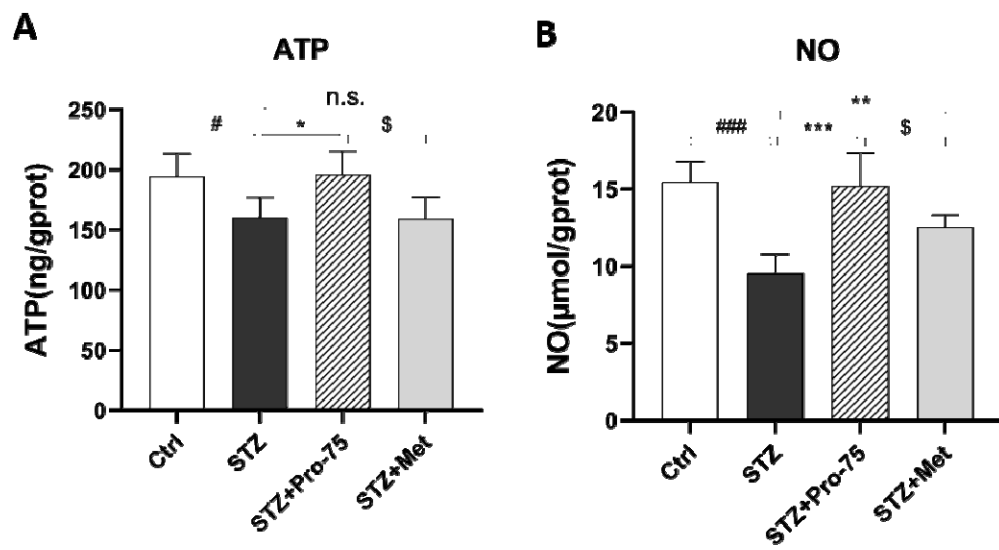 A
ATP
n.s.
# * $
250
200
150
100
50
0
ATP(ng/gprot)
Ctrl
STZ
STZ+Pro-75
STZ+Met
B
NO
**
### *** $
20
15
10
5
0
NO(μmol/gprot)
Ctrl
STZ
STZ+Pro-75
STZ+Met